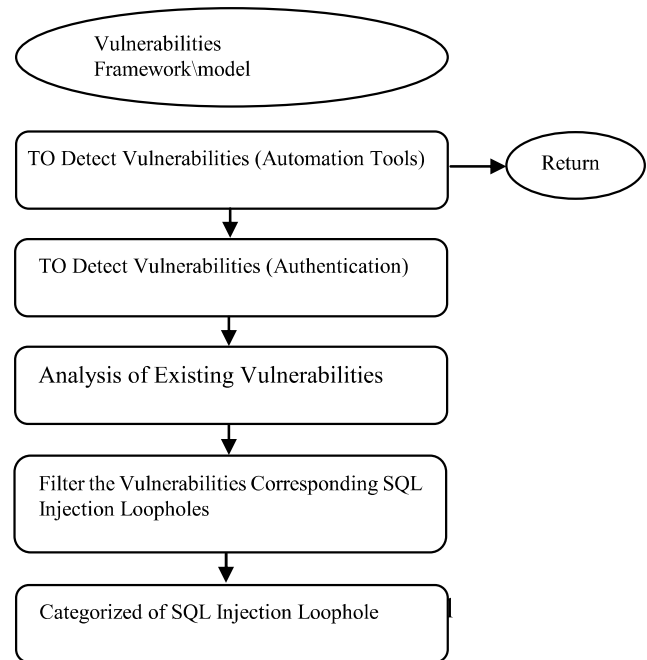 Vulnerabilities
Framework\model
TO Detect Vulnerabilities (Automation Tools)
Return
TO Detect Vulnerabilities (Authentication)
Analysis of Existing Vulnerabilities
Filter the Vulnerabilities Corresponding SQL
Injection Loopholes
Categorized of SQL Injection Loophole